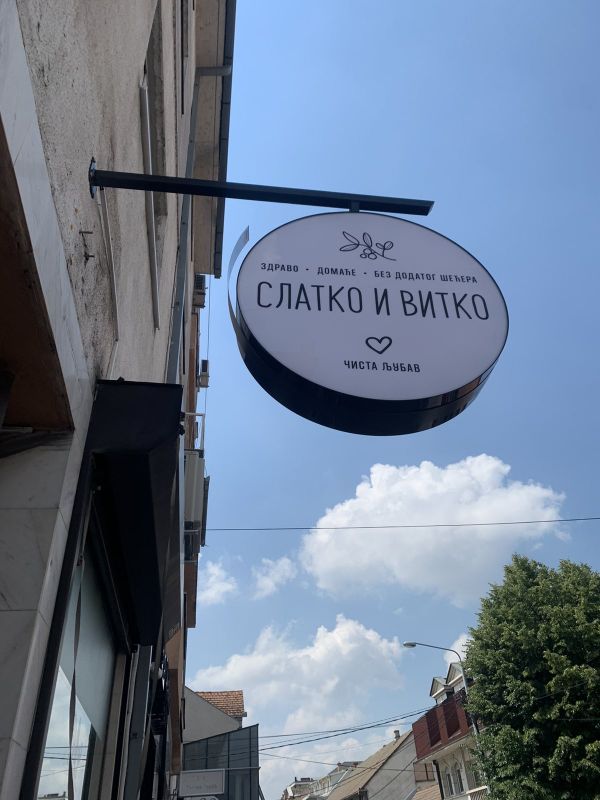 ЗДРАВО • ДОМАЋЕ • БЕЗ ДОДАТОГ ШЕЋЕРА
СЛАТКО И ВИТКО
ЧИСТА ЉУБАВ